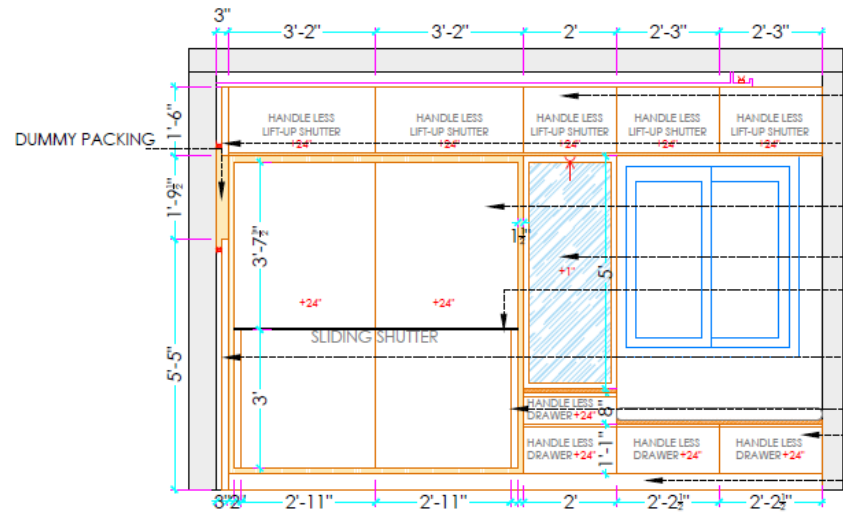 3"
3'-2" 3'-2" 2' 2'-3" 2'-3"
1'-6"
HANDLE LESS
LIFT-UP SHUTTER
+24"
HANDLE LESS
LIFT-UP SHUTTER
+24"
HANDLE LESS
LIFT-UP SHUTTER
+24"
HANDLE LESS
LIFT-UP SHUTTER
+24"
HANDLE LESS
LIFT-UP SHUTTER
+24"
DUMMY PACKING
1'-9½"
3'-7½"
1½"
5'
+1"
+24" +24"
SLIDING SHUTTER
5'-5"
3'
HANDLE LESS
DRAWER+24"
8"
HANDLE LESS
DRAWER+24"
1'-1"
HANDLE LESS
DRAWER+24"
HANDLE LESS
DRAWER+24"
3" 2" 2'-11" 2'-11" 2' 2'-2½" 2'-2½"